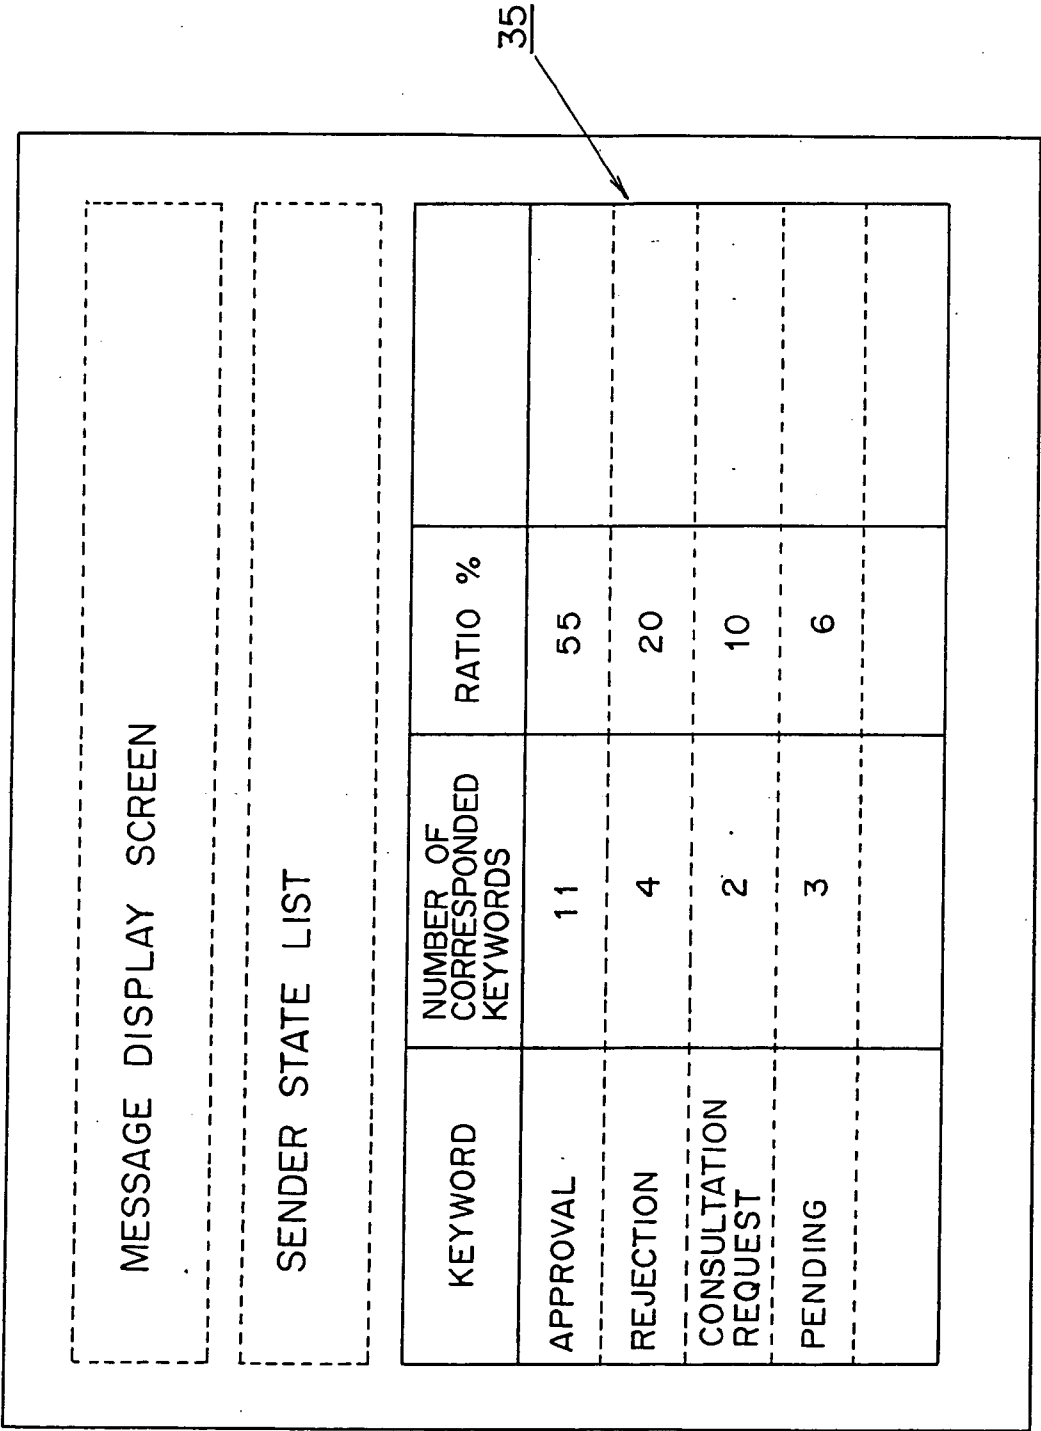 35
MESSAGE DISPLAY SCREEN
SENDER STATE LIST
KEYWORD
NUMBER OF
CORRESPONDED
KEYWORDS
RATIO %
APPROVAL 11 55
REJECTION 4 20
CONSULTATION
REQUEST
2 10
PENDING 3 6